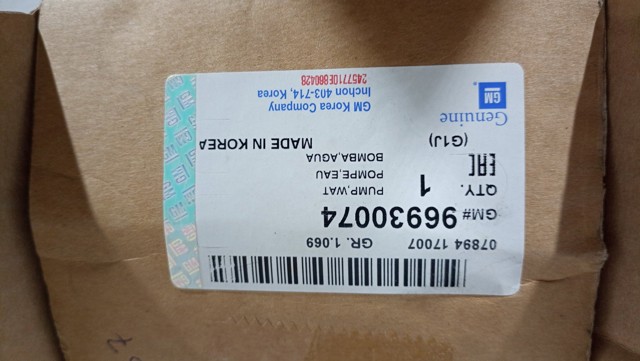 07894 17007 GR. 1.069
GM# 96930074
QTY. 1 PUMP,WAT
POMPE,EAU
BOMBA,AGUA
EAC
(G1J) MADE IN KOREA
Genuine
GM
GM Korea Company
Inchon 403-714, Korea
2457710E880428